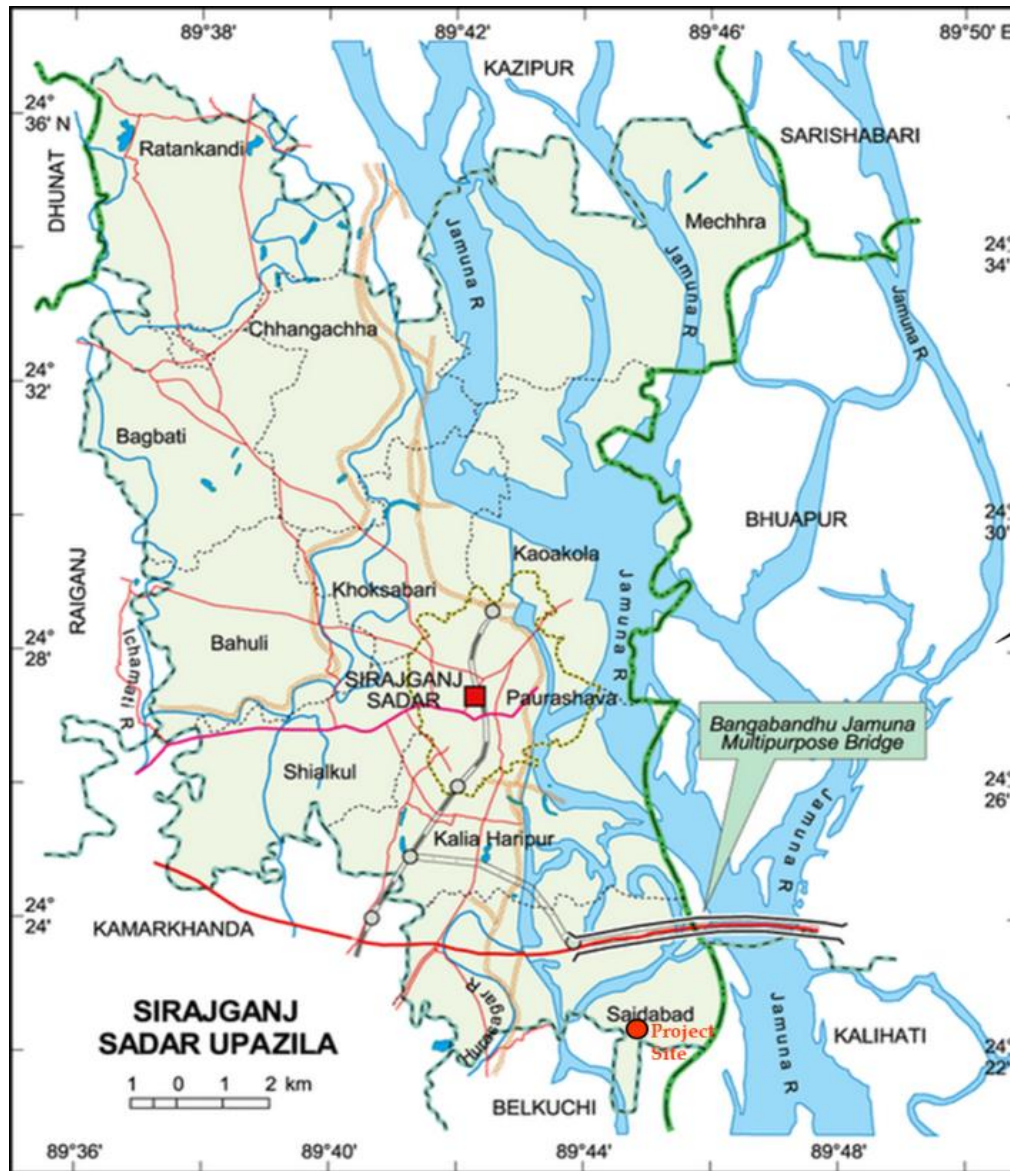 89°38'
89°42'
89°46'
89°50' E
KAZIPUR
24°
36' N
SARISHABARI
Ratankandi
DHUNAT
Mechhra
Jamuna R
Jamuna R
24°
34'
Jamuna R
Chhangachha
24°
32'
Bagbati
24°
30'
BHUAPUR
Kaoakola
RAIGANJ
Khoksabari
Jamuna R
24°
28'
Bahuli
Ichamati R
SIRAJGANJ
SADAR
Paurashava
Bangabandhu Jamuna
Multipurpose Bridge
Shialkul
24°
26'
Jamuna R
Kalia Haripur
24°
24'
KAMARKHANDA
Hurasagar R
Saidabad
Project
Site
SIRAJGANJ
SADAR UPAZILA
Jamuna R
KALIHATI
24°
22'
1 0 1 2 km
BELKUCHI
89°36'
89°40'
89°44'
89°48'